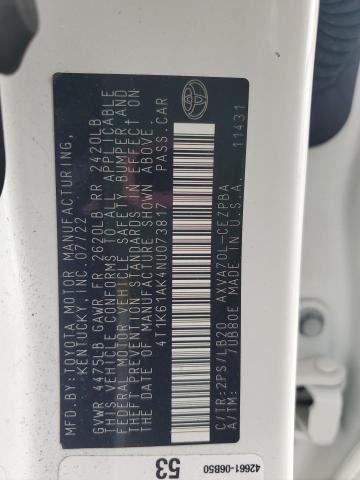 MFD.BY:TOYOTA MOTOR MANUFACTURING,
KENTUCKY, INC. 07/22
GVWR 4475LB GAWR FR 2620LB RR 2420LB
THIS VEHICLE CONFORMS TO ALL APPLICABLE
FEDERAL MOTOR VEHICLE SAFETY, BUMPER, AND
THEFT PREVENTION STANDARDS IN EFFECT ON
THE DATE OF MANUFACTURE SHOWN ABOVE.
4T1K61AK4NU073817 PASS.CAR
C/TR:2PS/LB20 AXVA70L-CEZPBA
A/TM: 7UB80E U.S.A.
11431
42661-06B50
53